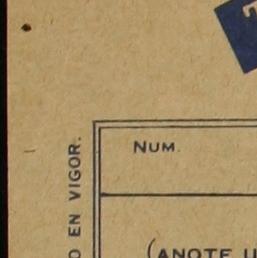 NUM.
(ANOTE U
O EN VIGOR.